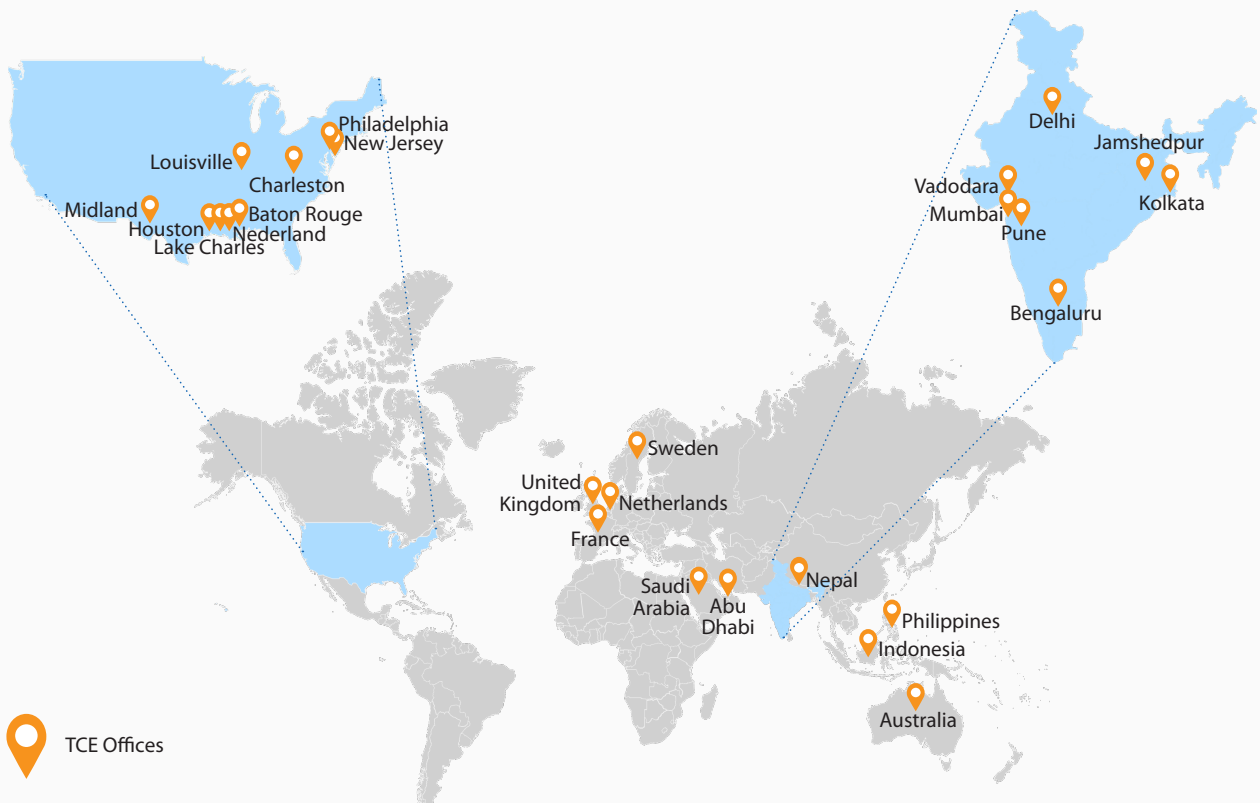 Philadelphia
New Jersey
Louisville
Charleston
Midland
Baton Rouge
Houston
Nederland
Lake Charles
Delhi
Jamshedpur
Vadodara
Kolkata
Mumbai
Pune
Bengaluru
Sweden
United
Kingdom
Netherlands
France
Saudi
Arabia
Abu
Dhabi
Nepal
Philippines
Indonesia
Australia
TCE Offices